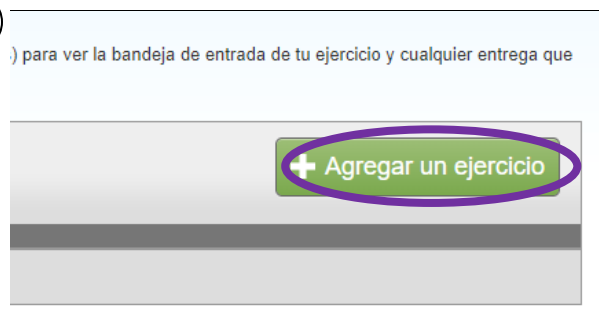 ) para ver la bandeja de entrada de tu ejercicio y cualquier entrega que
Agregar un ejercicio